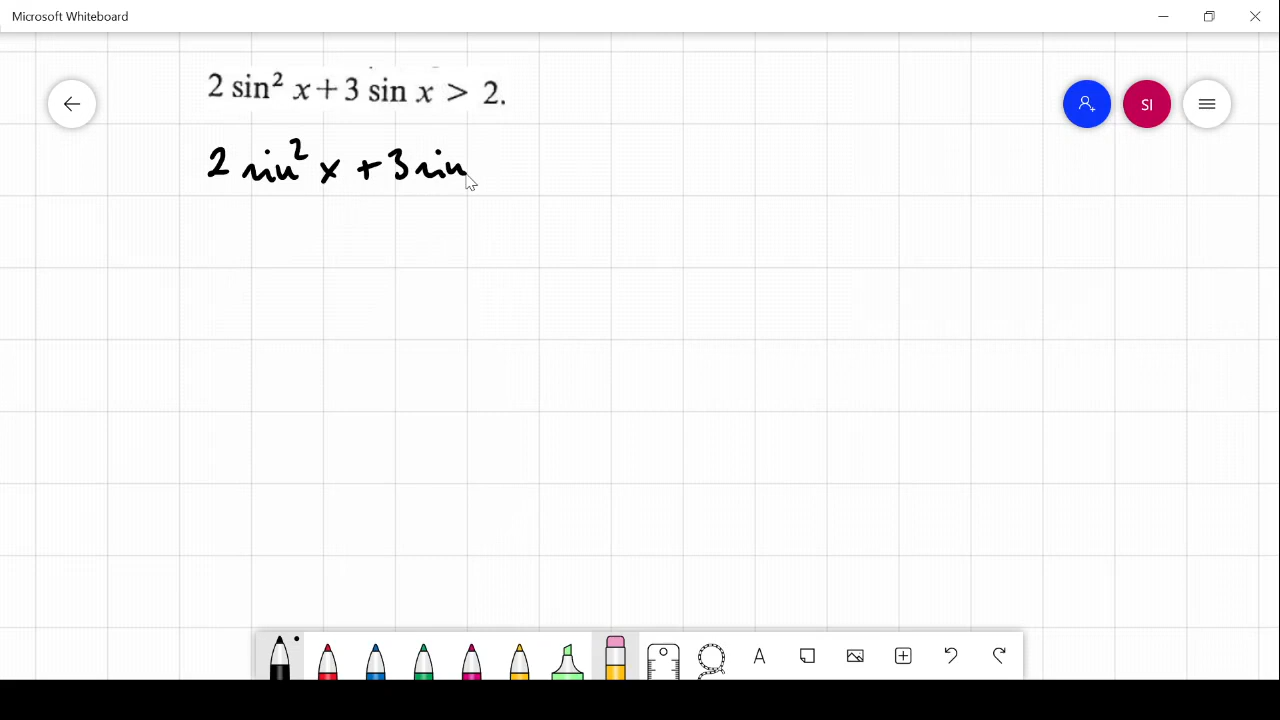 Microsoft Whiteboard
2 sin² x + 3 sin x > 2.
SI
2 sin² x + 3 sin
A